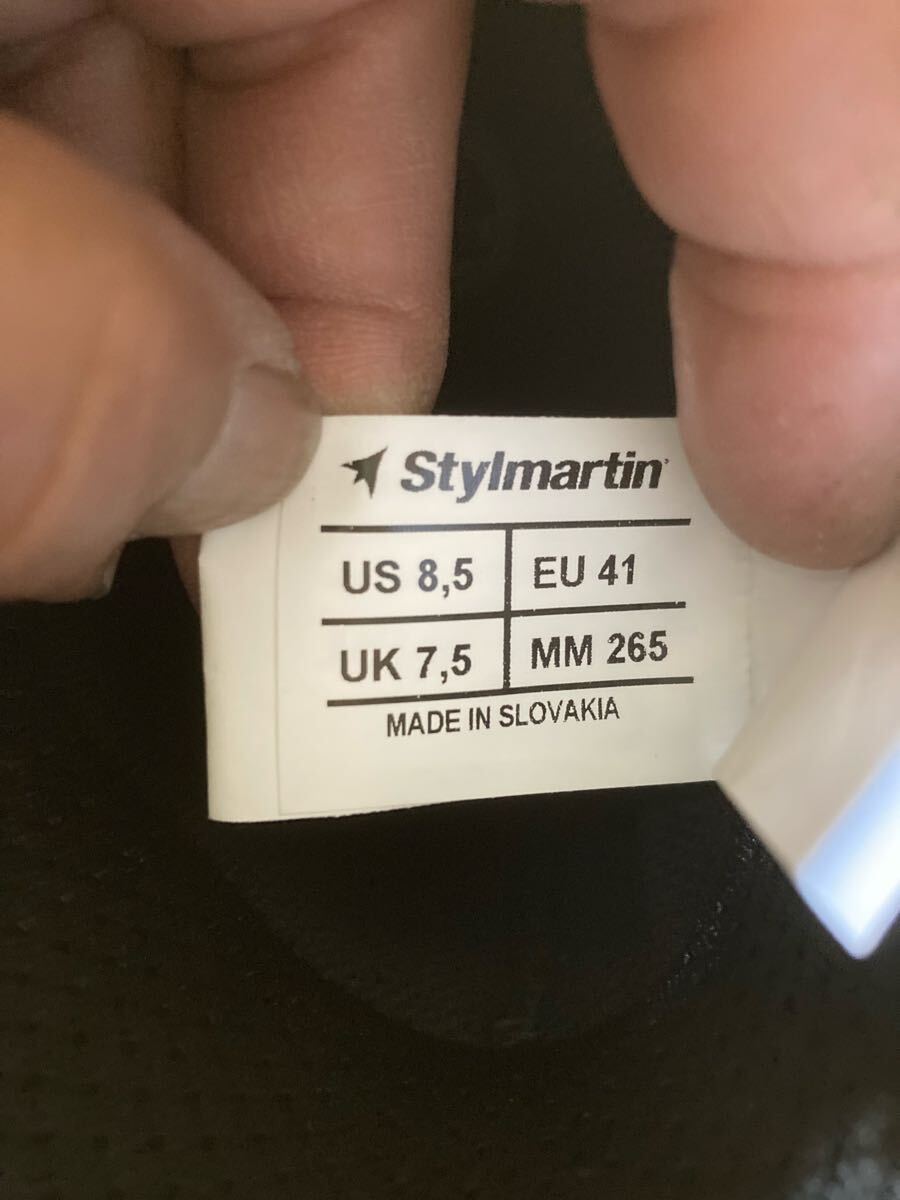 Stylmartin
US 8,5 EU 41
UK 7,5 MM 265
MADE IN SLOVAKIA